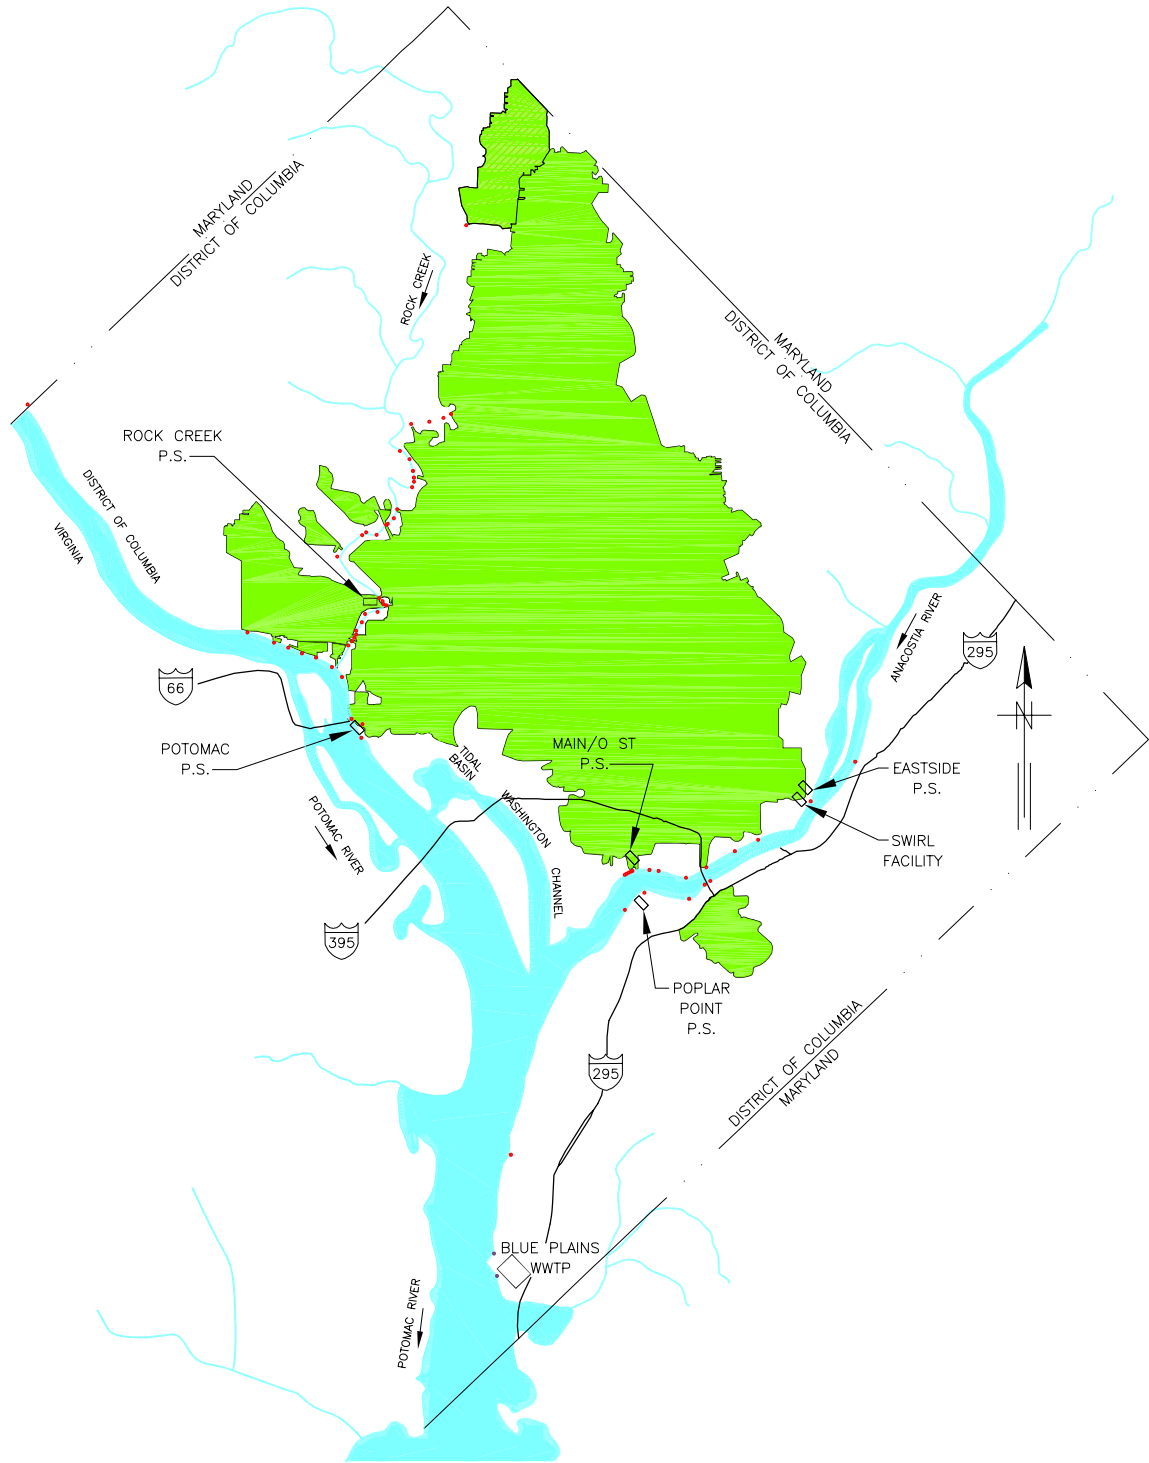 MARYLAND
DISTRICT OF COLUMBIA
ROCK CREEK
MARYLAND
DISTRICT OF COLUMBIA
ROCK CREEK
P.S.
DISTRICT OF COLUMBIA
VIRGINIA
ANACOSTIA RIVER
295
66
N
POTOMAC
P.S.
MAIN/O ST
P.S.
TIDAL
BASIN
EASTSIDE
P.S.
WASHINGTON
CHANNEL
POTOMAC RIVER
SWIRL
FACILITY
395
POPLAR
POINT
P.S.
295
DISTRICT OF COLUMBIA
MARYLAND
BLUE PLAINS
WWTP
POTOMAC RIVER